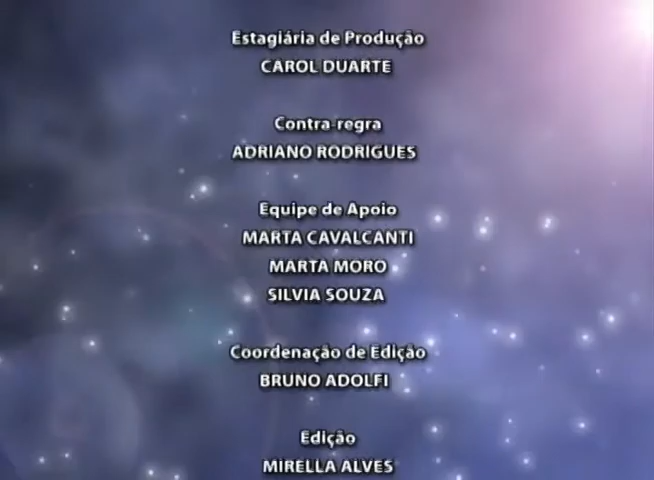 Estagiária de Produção
CAROL DUARTE
Contra-regra
ADRIANO RODRIGUES
Equipe de Apoio
MARTA CAVALCANTI
MARTA MORO
SILVIA SOUZA
Coordenação de Edição
BRUNO ADOLFI
Edição
MIRELLA ALVES